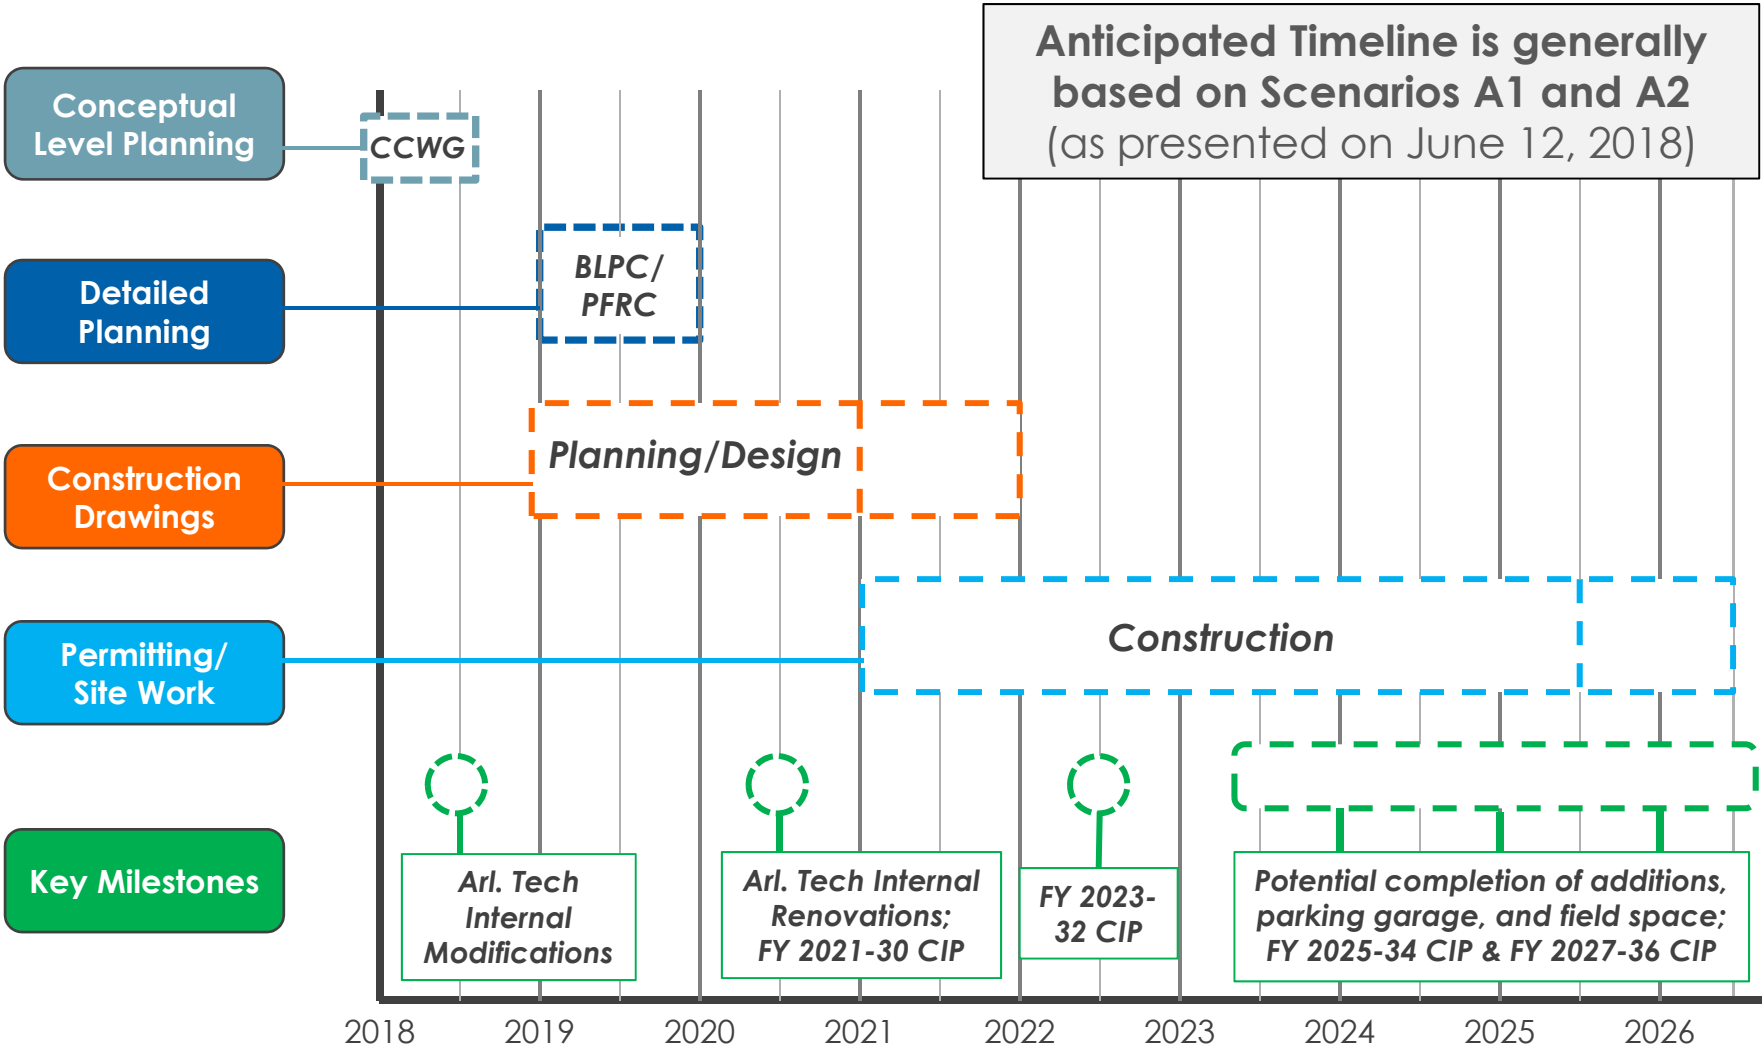 Anticipated Timeline is generally
based on Scenarios A1 and A2
(as presented on June 12, 2018)
Conceptual
Level Planning
CCWG
Detailed
Planning
BLPC/
PFRC
Construction
Drawings
Planning/Design
Permitting/
Site Work
Construction
Key Milestones
Arl. Tech
Internal
Modifications
Arl. Tech Internal
Renovations;
FY 2021-30 CIP
FY 2023-
32 CIP
Potential completion of additions,
parking garage, and field space;
FY 2025-34 CIP & FY 2027-36 CIP
2018 2019 2020 2021 2022 2023 2024 2025 2026